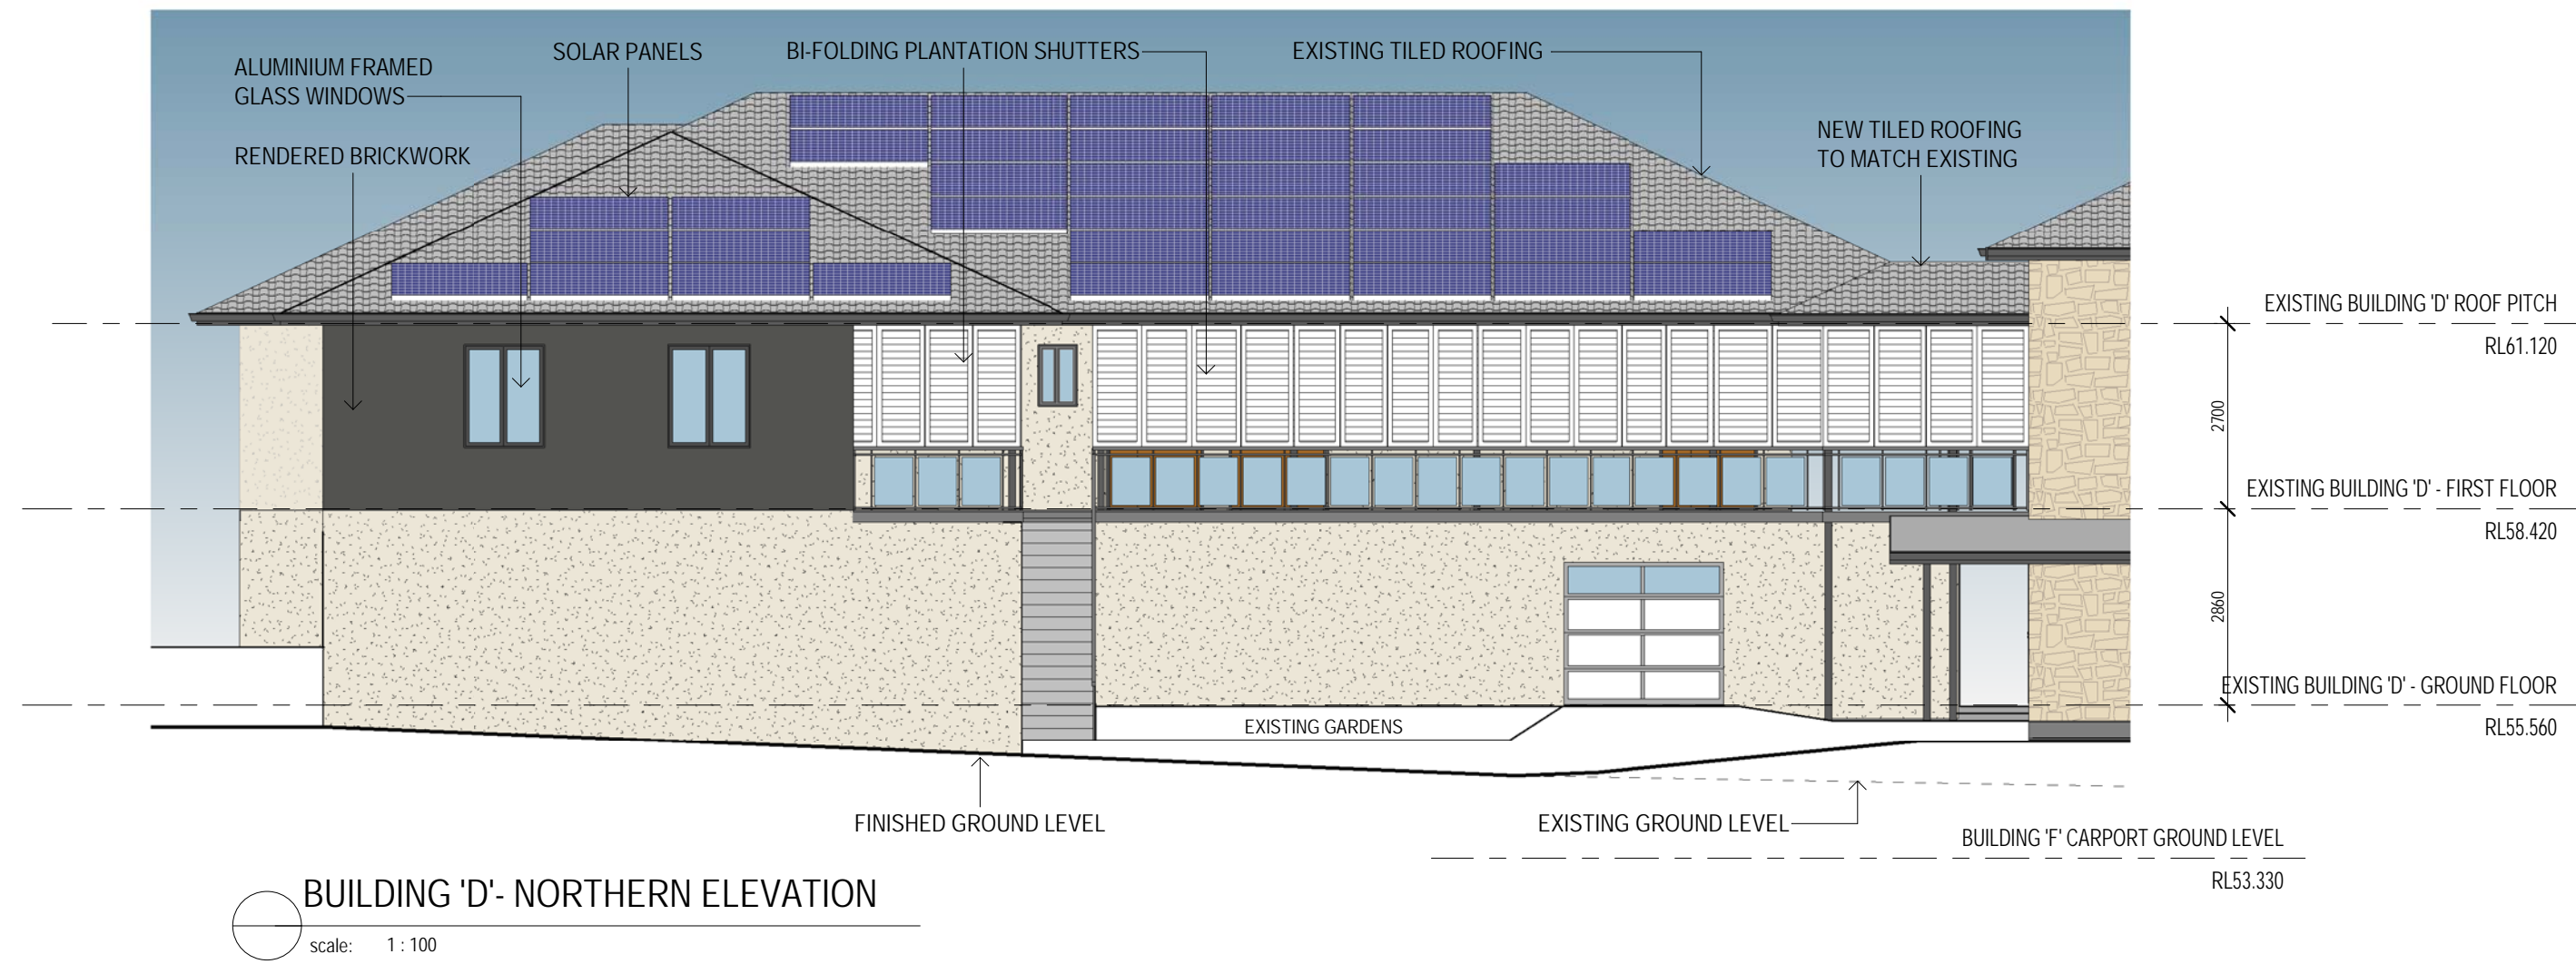 SOLAR PANELS
BI-FOLDING PLANTATION SHUTTERS
EXISTING TILED ROOFING
ALUMINIUM FRAMED
GLASS WINDOWS
NEW TILED ROOFING
TO MATCH EXISTING
RENDERED BRICKWORK
EXISTING BUILDING 'D' ROOF PITCH
RL61.120
2700
EXISTING BUILDING 'D' - FIRST FLOOR
RL58.420
2860
EXISTING BUILDING 'D' - GROUND FLOOR
RL55.560
EXISTING GARDENS
FINISHED GROUND LEVEL
EXISTING GROUND LEVEL
BUILDING 'F' CARPORT GROUND LEVEL
RL53.330
BUILDING 'D'- NORTHERN ELEVATION
scale: 1 : 100